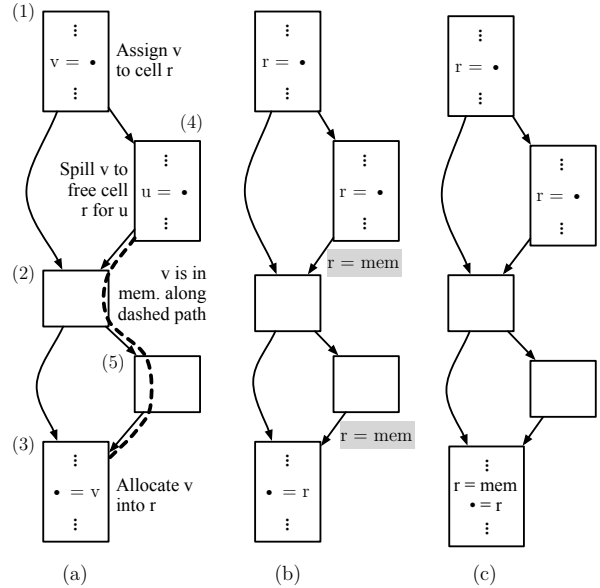 (1)
⋮
v = •
⋮
Assign v
to cell r
(4)
⋮
u = •
⋮
Spill v to
free cell
r for u
(2)
v is in
mem. along
dashed path
(5)
(3)
⋮
• = v
⋮
Allocate v
into r
(a)
⋮
r = •
⋮
⋮
r = •
⋮
r = mem
r = mem
⋮
• = r
⋮
(b)
⋮
r = •
⋮
⋮
r = •
⋮
⋮
r = mem
• = r
⋮
(c)